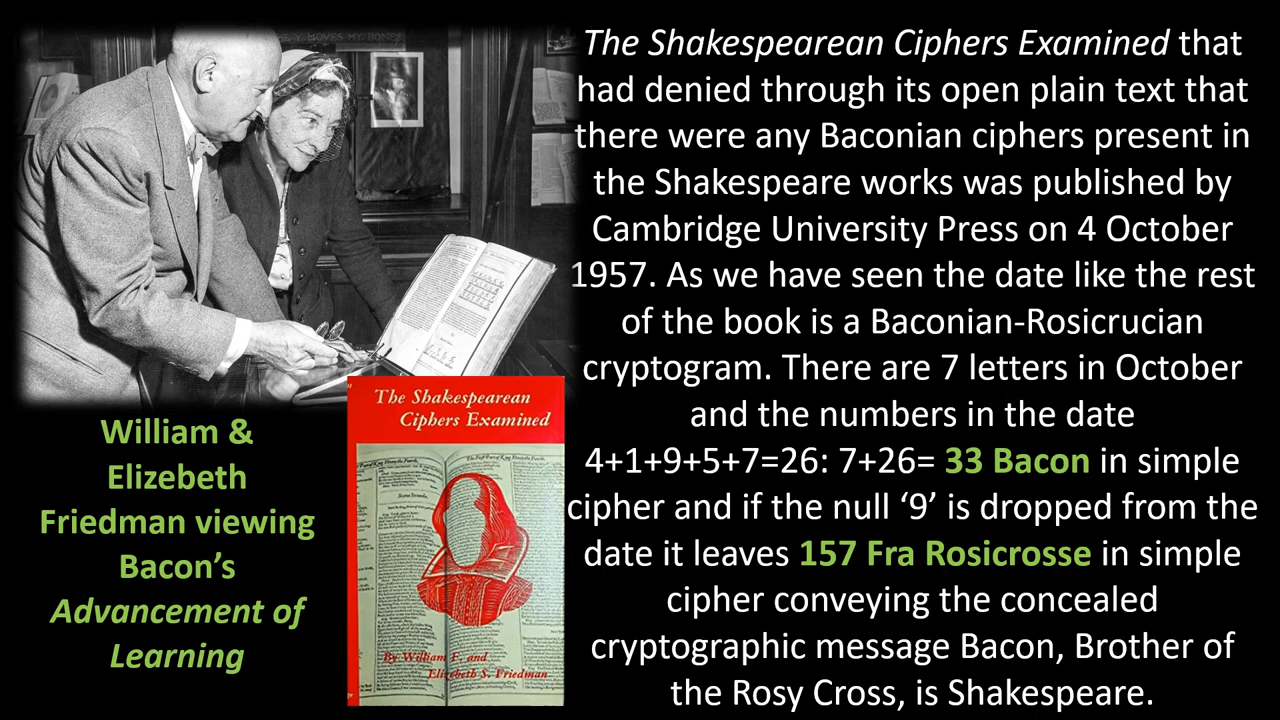 The Shakespearean Ciphers Examined that
had denied through its open plain text that
there were any Baconian ciphers present in
the Shakespeare works was published by
Cambridge University Press on 4 October
1957. As we have seen the date like the rest
of the book is a Baconian-Rosicrucian
cryptogram. There are 7 letters in October
and the numbers in the date
4+1+9+5+7=26: 7+26= 33 Bacon in simple
cipher and if the null ‘9’ is dropped from the
date it leaves 157 Fra Rosicrosse in simple
cipher conveying the concealed
cryptographic message Bacon, Brother of
the Rosy Cross, is Shakespeare.
William &
Elizebeth
Friedman viewing
Bacon’s
Advancement of
Learning
The Shakespearean
Ciphers Examined
By William F. and
Elizebeth S. Friedman